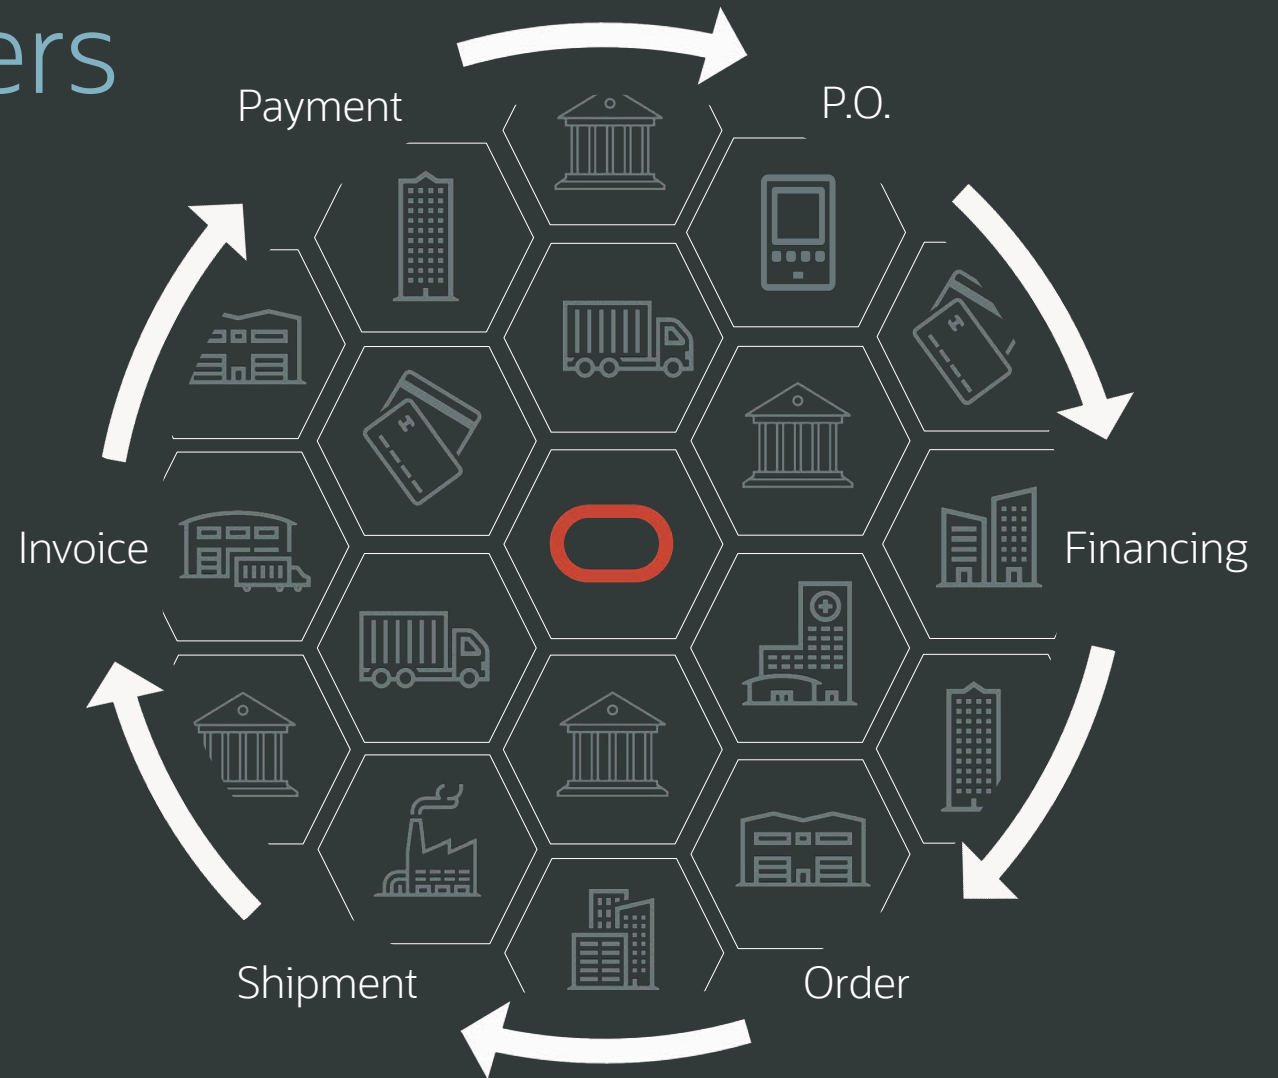 ers
Payment
P.O.
Invoice
Financing
Shipment
Order